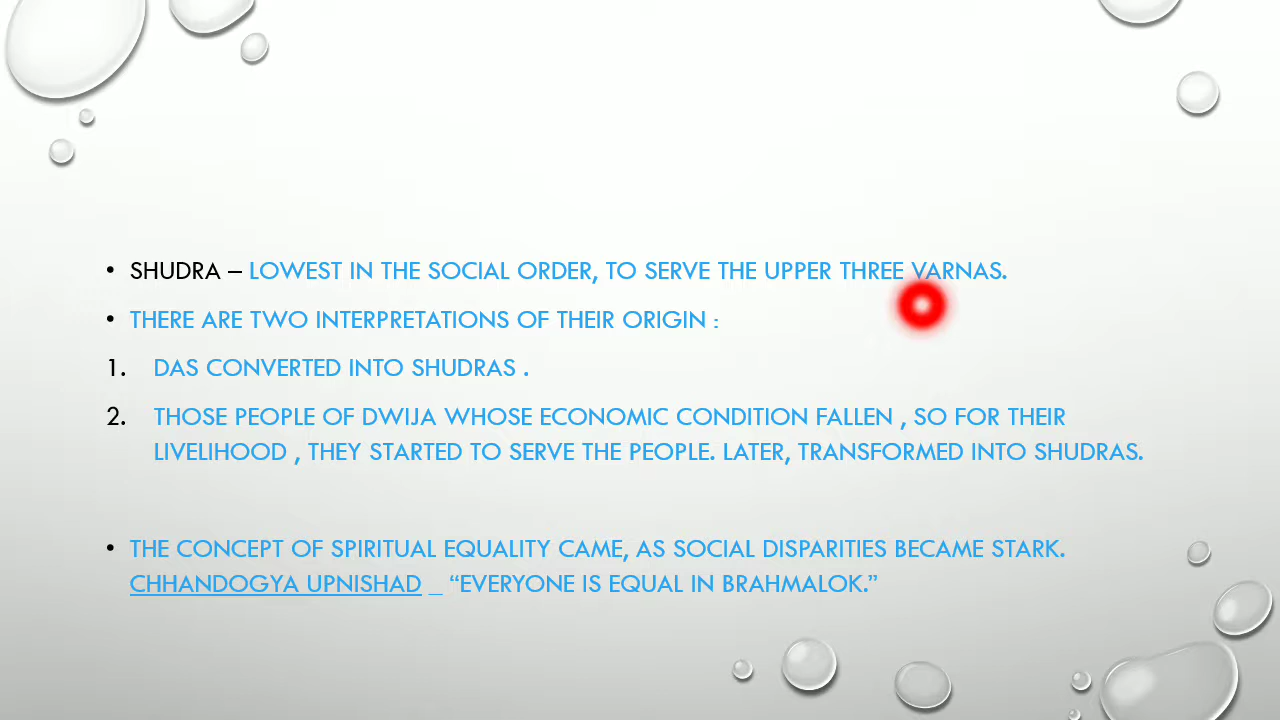 • SHUDRA – LOWEST IN THE SOCIAL ORDER, TO SERVE THE UPPER THREE VARNAS.
• THERE ARE TWO INTERPRETATIONS OF THEIR ORIGIN :
1. DAS CONVERTED INTO SHUDRAS .
2. THOSE PEOPLE OF DWIJA WHOSE ECONOMIC CONDITION FALLEN , SO FOR THEIR
LIVELIHOOD , THEY STARTED TO SERVE THE PEOPLE. LATER, TRANSFORMED INTO SHUDRAS.
• THE CONCEPT OF SPIRITUAL EQUALITY CAME, AS SOCIAL DISPARITIES BECAME STARK.
CHHANDOGYA UPNISHAD _ “EVERYONE IS EQUAL IN BRAHMALOK.”